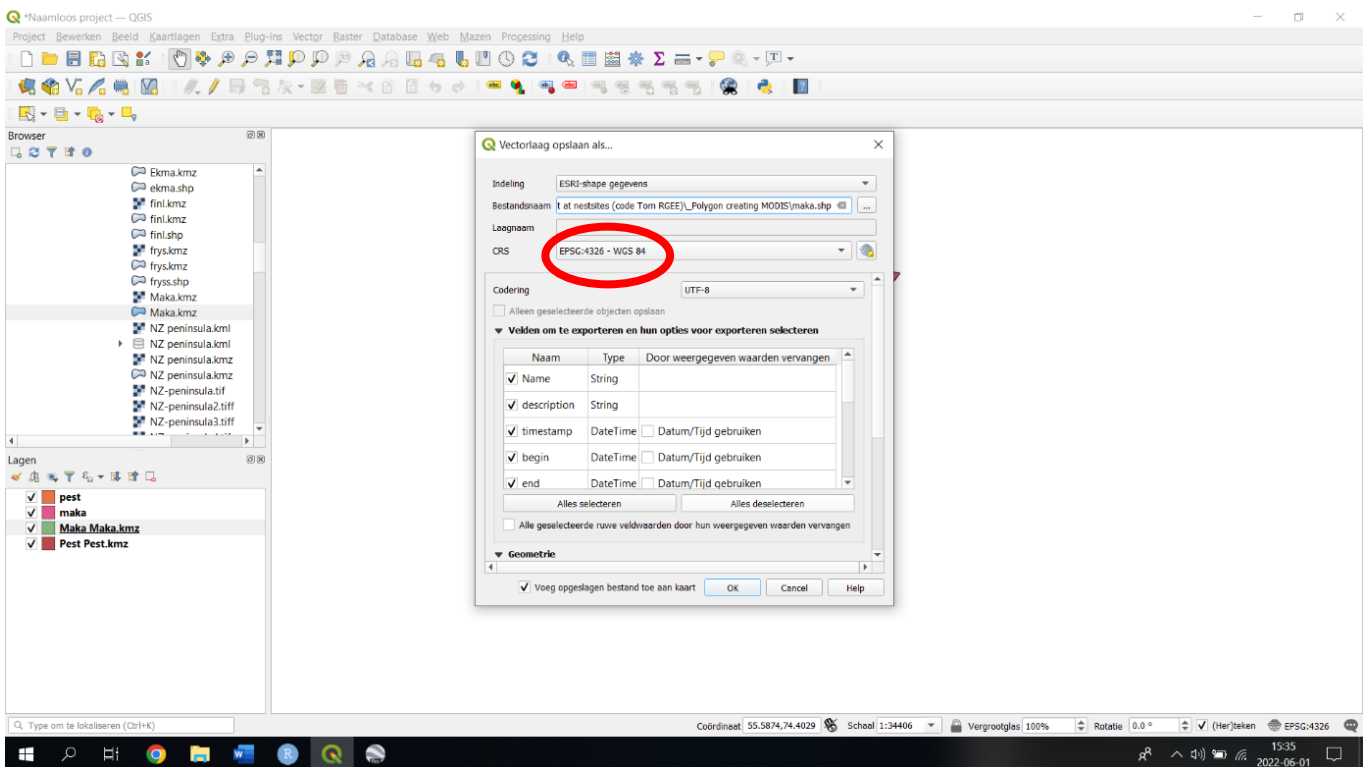 *Naamloos project — QGIS
Project Bewerken Beeld Kaartlagen Extra Plug-ins Vector Raster Database Web Mazen Processing Help
Browser
Ekma.kmz
ekma.shp
finl.kmz
finl.kmz
finl.shp
frys.kmz
frys.kmz
fryss.shp
Maka.kmz
Maka.kmz
NZ peninsula.kml
NZ peninsula.kml
NZ peninsula.kmz
NZ peninsula.kmz
NZ-peninsula.tif
NZ-peninsula2.tiff
NZ-peninsula3.tiff
Lagen
pest
maka
Maka Maka.kmz
Pest Pest.kmz
Vectorlaag opslaan als...
Indeling ESRI-shape gegevens
Bestandsnaam t at nestsites (code Tom RGEE)\_Polygon creating MODIS\maka.shp ...
Laagnaam
CRS EPSG:4326 - WGS 84
Codering UTF-8
Alleen geselecteerde objecten opslaan
Velden om te exporteren en hun opties voor exporteren selecteren
Naam Type Door weergegeven waarden vervangen
Name String
description String
timestamp DateTime Datum/Tijd gebruiken
begin DateTime Datum/Tijd gebruiken
end DateTime Datum/Tijd gebruiken
Alles selecteren Alles deselecteren
Alle geselecteerde ruwe veldwaarden door hun weergegeven waarden vervangen
Geometrie
Voeg opgeslagen bestand toe aan kaart OK Cancel Help
Type om te lokaliseren (Ctrl+K) Coördinaat 55.5874,74.4029 Schaal 1:34406 Vergrootglas 100% Rotatie 0.0 ° (Her)teken EPSG:4326
15:35
2022-06-01